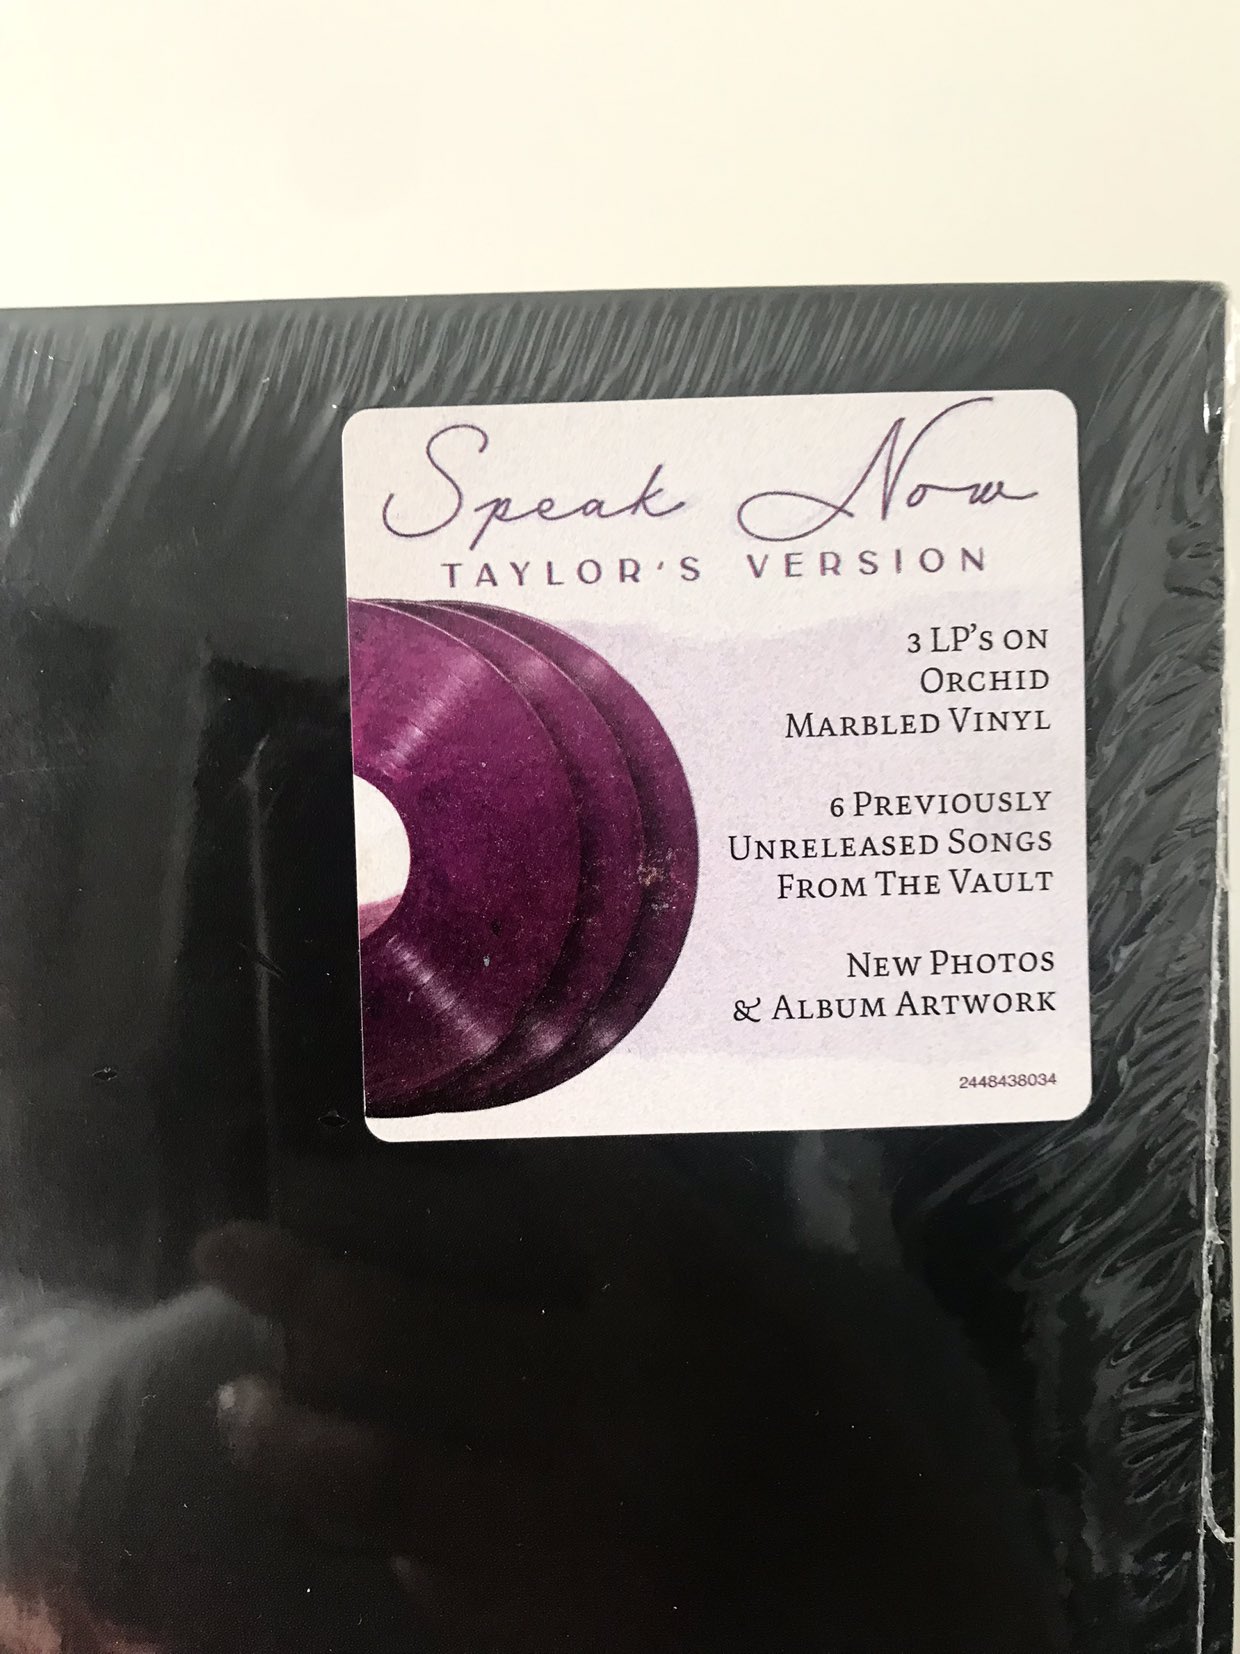 Speak Now
TAYLOR'S VERSION
3 LP's on
Orchid
Marbled Vinyl
6 Previously
Unreleased Songs
From The Vault
New Photos
& Album Artwork
2448438034